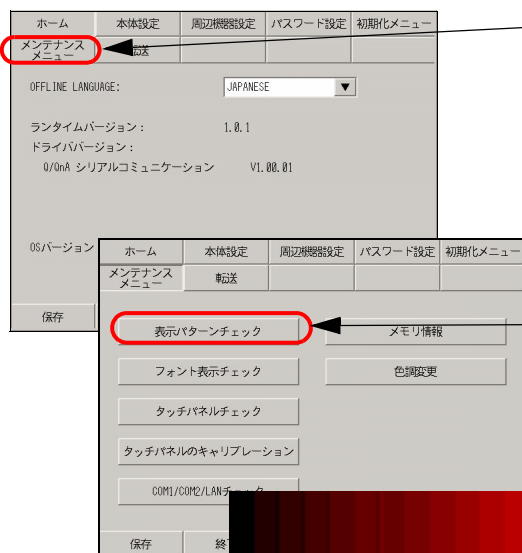 ホーム 本体設定 周辺機器設定 パスワード設定 初期化メニュー
メンテナンス
メニュー
OFFLINE LANGUAGE: JAPANESE
ランタイムバージョン: 1.0.1
ドライババージョン:
Q/QnA シリアルコミュニケーション V1.00.01
OSバージョン
保存
ホーム 本体設定 周辺機器設定 パスワード設定 初期化メニュー
メンテナンス
メニュー 転送
表示パターンチェック メモリ情報
フォント表示チェック 色調変更
タッチパネルチェック
タッチパネルのキャリブレーション
COM1/COM2/LAN
保存